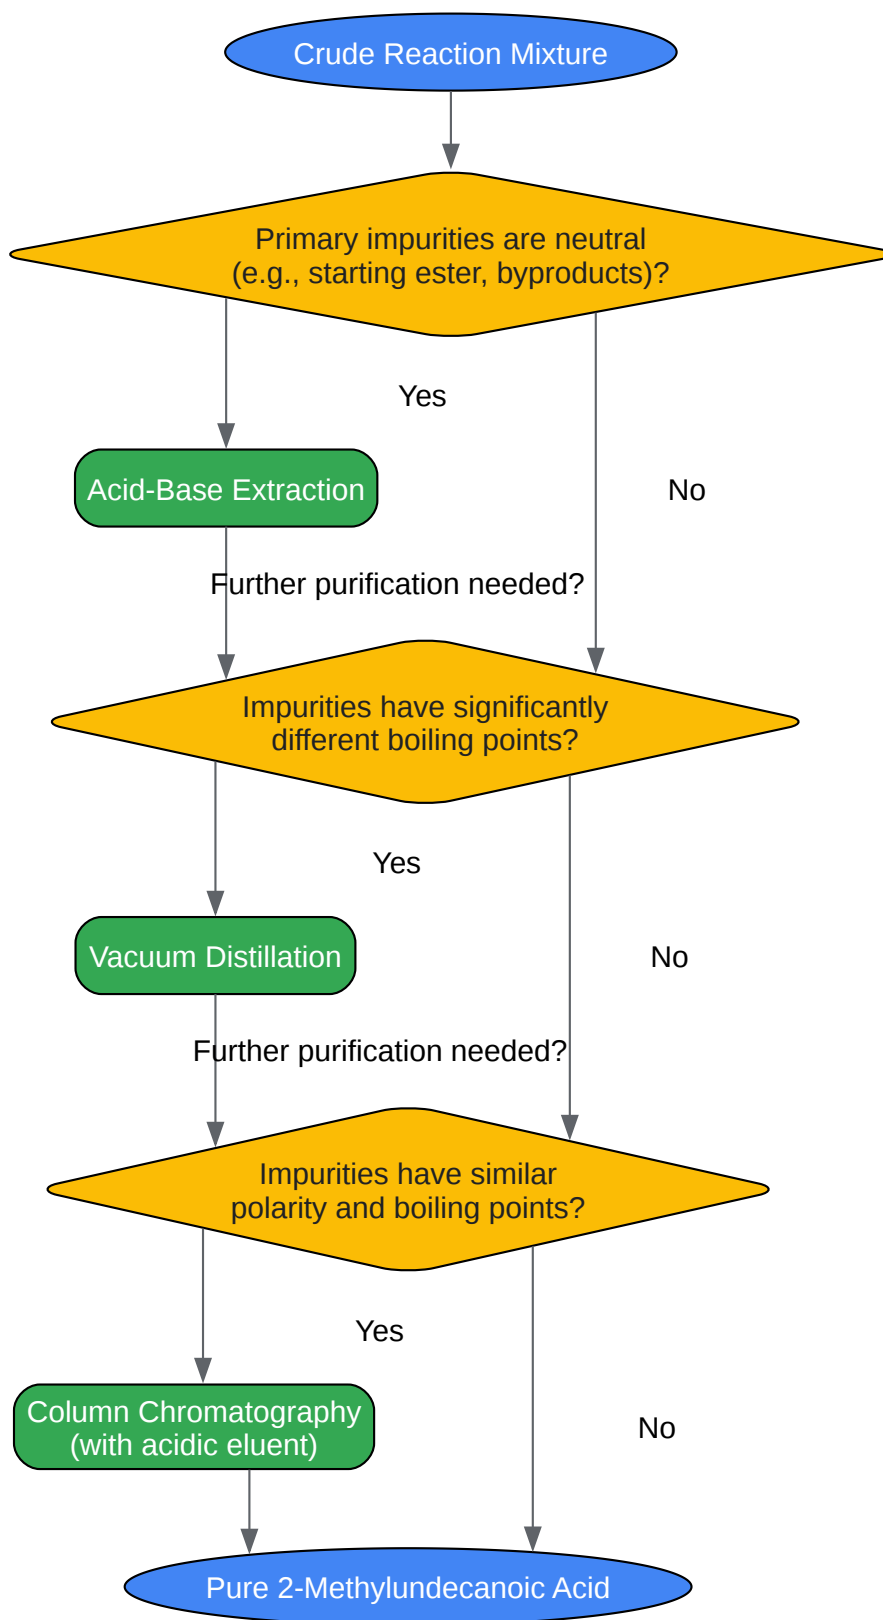 Crude Reaction Mixture
Primary impurities are neutral
(e.g., starting ester, byproducts)?
Yes
Acid-Base Extraction
No
Further purification needed?
Impurities have significantly
different boiling points?
Yes
Vacuum Distillation
No
Further purification needed?
Impurities have similar
polarity and boiling points?
Yes
Column Chromatography
(with acidic eluent)
No
Pure 2-Methylundecanoic Acid